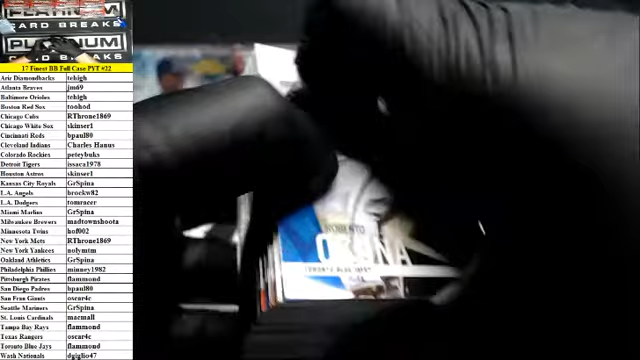 PLATINUM
CARD BREAKS
PLATINUM
CARD BREAKS
17 Finest BB Full Case PYT #22
Ariz Diamondbacks tchigh
Atlanta Braves jm69
Baltimore Orioles tchigh
Boston Red Sox toohod
Chicago Cubs RThrone1869
Chicago White Sox skinser1
Cincinnati Reds bpaul80
Cleveland Indians Charles Hanus
Colorado Rockies peteybuks
Detroit Tigers issaca1978
Houston Astros skinser1
Kansas City Royals GrSpina
L.A. Angels brockw82
L.A. Dodgers tomracer
Miami Marlins GrSpina
Milwaukee Brewers madtownshoota
Minnesota Twins hof002
New York Mets RThrone1869
New York Yankees nolymtm
Oakland Athletics GrSpina
Philadelphia Phillies minney1982
Pittsburgh Pirates flammond
San Diego Padres bpaul80
San Fran Giants oscar4c
Seattle Mariners GrSpina
St. Louis Cardinals macmall
Tampa Bay Rays flammond
Texas Rangers oscar4c
Toronto Blue Jays flammond
Wash Nationals dgiglio47
ROBERTO
OSUNA
TORONTO BLUE JAYS